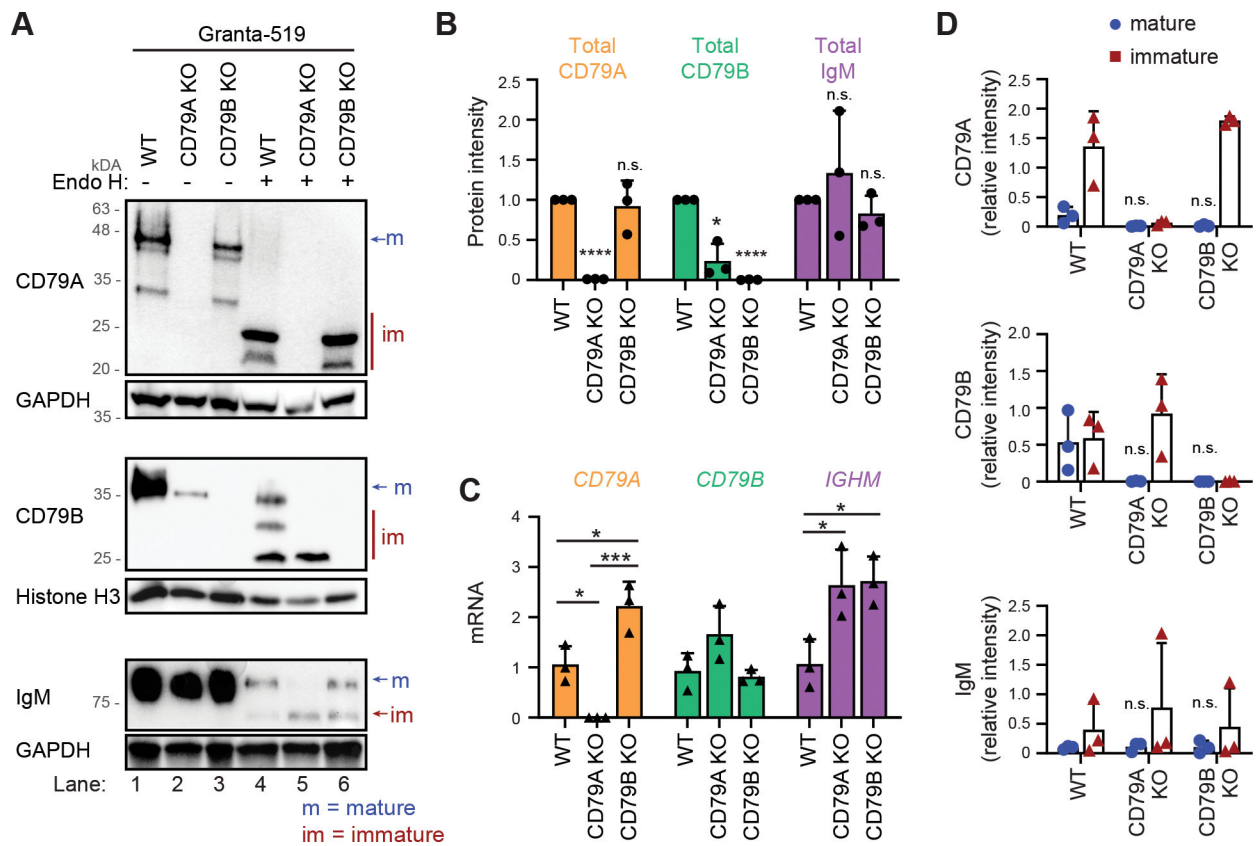 A
Granta-519
WT
CD79A KO
CD79B KO
WT
CD79A KO
CD79B KO
kDA
Endo H: - - - + + +
63 -
48 -
←m
CD79A
35 -
25 -
im
20 -
GAPDH
35 -
35 -
←m
CD79B
im
25 -
Histone H3
IgM
←m
75 -
←im
GAPDH
Lane: 1 2 3 4 5 6
m = mature
im = immature
B
Total CD79A
Total CD79B
Total IgM
Protein intensity
2.5
2.0
1.5
1.0
0.5
0
****
n.s.
*
****
n.s.
n.s.
WT
CD79A KO
CD79B KO
WT
CD79A KO
CD79B KO
WT
CD79A KO
CD79B KO
C
CD79A
CD79B
IGHM
mRNA
4
3
2
1
0
*
***
*
*
*
WT
CD79A KO
CD79B KO
WT
CD79A KO
CD79B KO
WT
CD79A KO
CD79B KO
D
mature
immature
CD79A
(relative intensity)
2.5
2.0
1.5
1.0
0.5
0
n.s.
n.s.
WT
CD79A
KO
CD79B
KO
CD79B
(relative intensity)
2.0
1.5
1.0
0.5
0
n.s.
n.s.
WT
CD79A
KO
CD79B
KO
IgM
(relative intensity)
2.5
2.0
1.5
1.0
0.5
0
n.s.
n.s.
WT
CD79A
KO
CD79B
KO